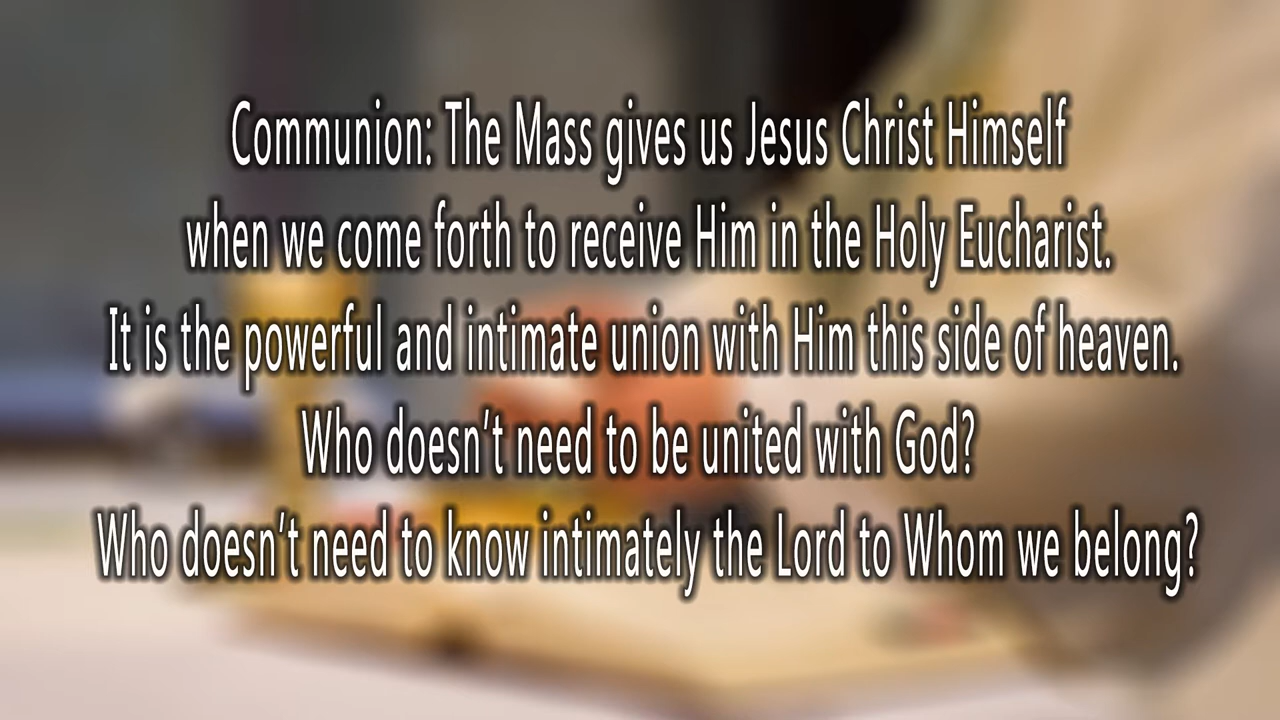 Communion: The Mass gives us Jesus Christ Himself
when we come forth to receive Him in the Holy Eucharist.
It is the powerful and intimate union with Him this side of heaven.
Who doesn’t need to be united with God?
Who doesn’t need to know intimately the Lord to Whom we belong?